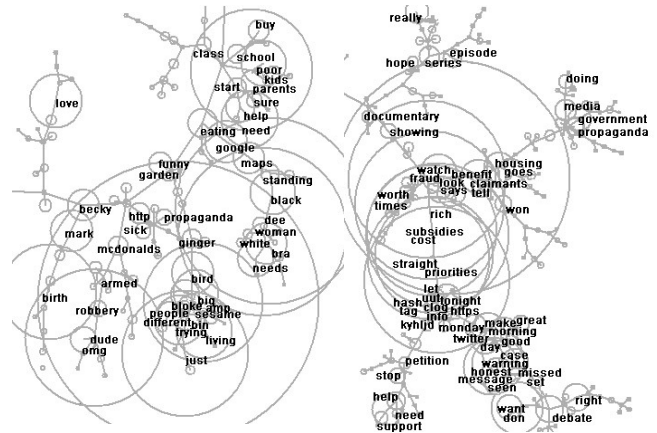 buy
class
school
poor
kids
start
parents
sure
help
love
eating need
google
maps
funny
garden
standing
black
becky
http
propaganda
sick
dee
woman
mark
mcdonalds
ginger
white
bra
needs
bird
armed
birth
big
robbery
bloke
amp
people
sesame
different
bin
trying
living
dude
omg
just
really
episode
hope series
doing
media
documentary
government
showing
propaganda
housing
watch
benefit
goes
fraud
look
claimants
worth
says
tell
times
won
rich
subsidies
cost
straight
priorities
let
hash
tonight
tag
clog
https
info
kyhljd
monday
make
great
morning
twitter
good
day
case
petition
warning
stop
honest
missed
message
set
seen
help
want
right
need
don
debate
support